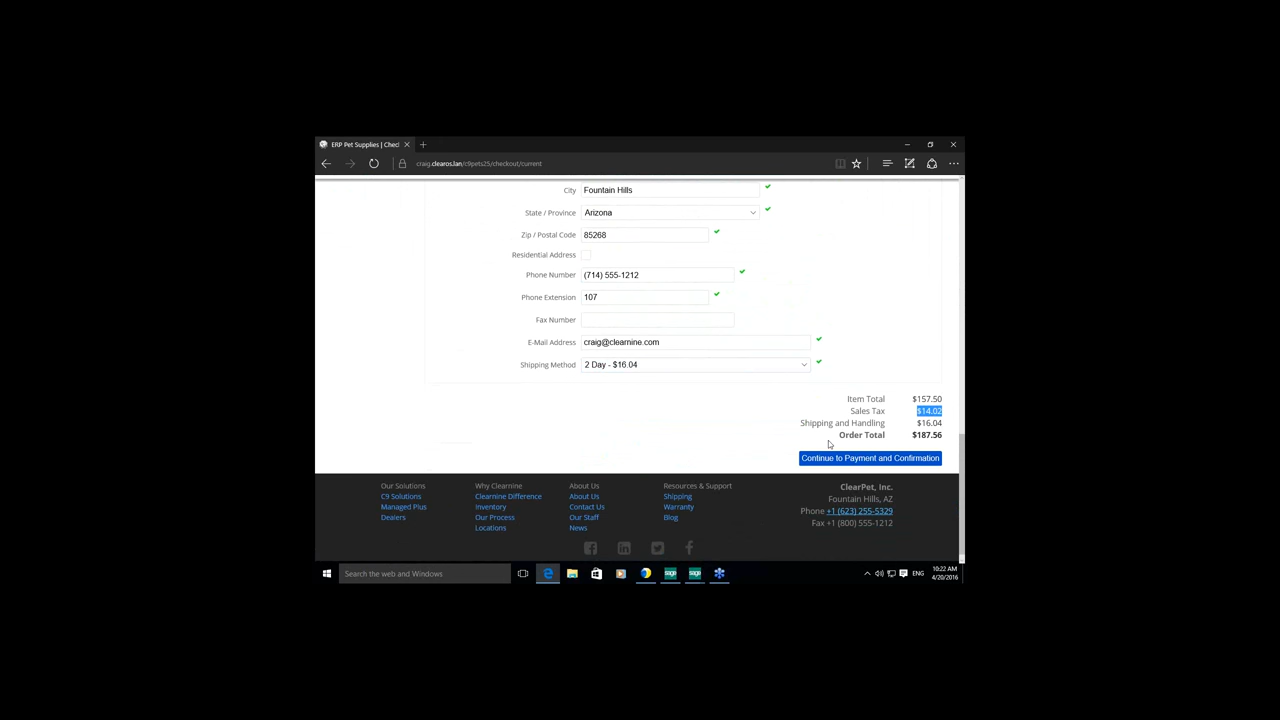 ERP Pet Supplies | Chec
craig.clearos.lan/c9pets25/checkout/current
City Fountain Hills
State / Province Arizona
Zip / Postal Code 85268
Residential Address
Phone Number (714) 555-1212
Phone Extension 107
Fax Number
E-Mail Address craig@clearnine.com
Shipping Method 2 Day - $16.04
Item Total $157.50
Sales Tax $14.02
Shipping and Handling $16.04
Order Total $187.56
Continue to Payment and Confirmation
Our Solutions Why Clearnine About Us Resources & Support ClearPet, Inc.
C9 Solutions Clearnine Difference About Us Shipping Fountain Hills, AZ
Managed Plus Inventory Contact Us Warranty Phone +1 (623) 255-5329
Dealers Our Process Our Staff Blog Fax +1 (800) 555-1212
Locations News
Search the web and Windows sage sage ENG 10:22 AM
4/20/2016